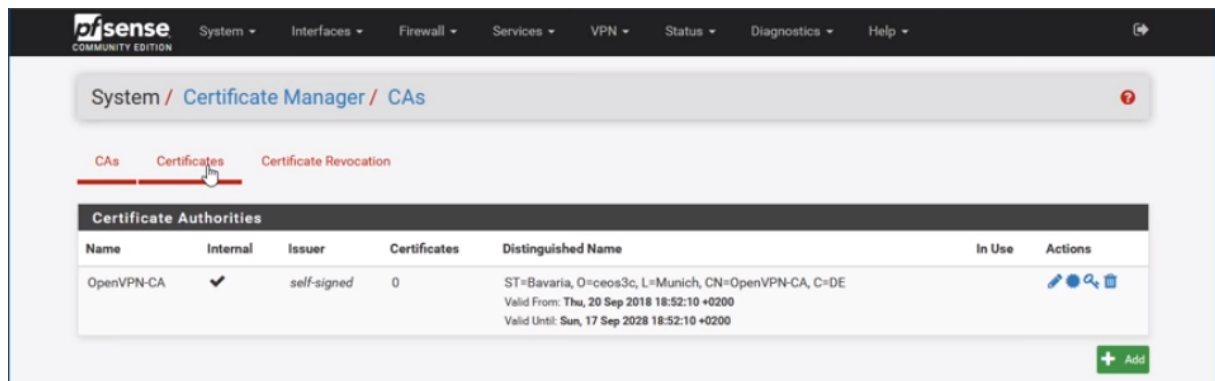 pfsense System Interfaces Firewall Services VPN Status Diagnostics Help
COMMUNITY EDITION
System / Certificate Manager / CAs
CAs Certificates Certificate Revocation
Certificate Authorities
Name Internal Issuer Certificates Distinguished Name In Use Actions
OpenVPN-CA self-signed 0 ST=Bavaria, O=ceos3c, L=Munich, CN=OpenVPN-CA, C=DE
Valid From: Thu, 20 Sep 2018 18:52:10 +0200
Valid Until: Sun, 17 Sep 2028 18:52:10 +0200
Add